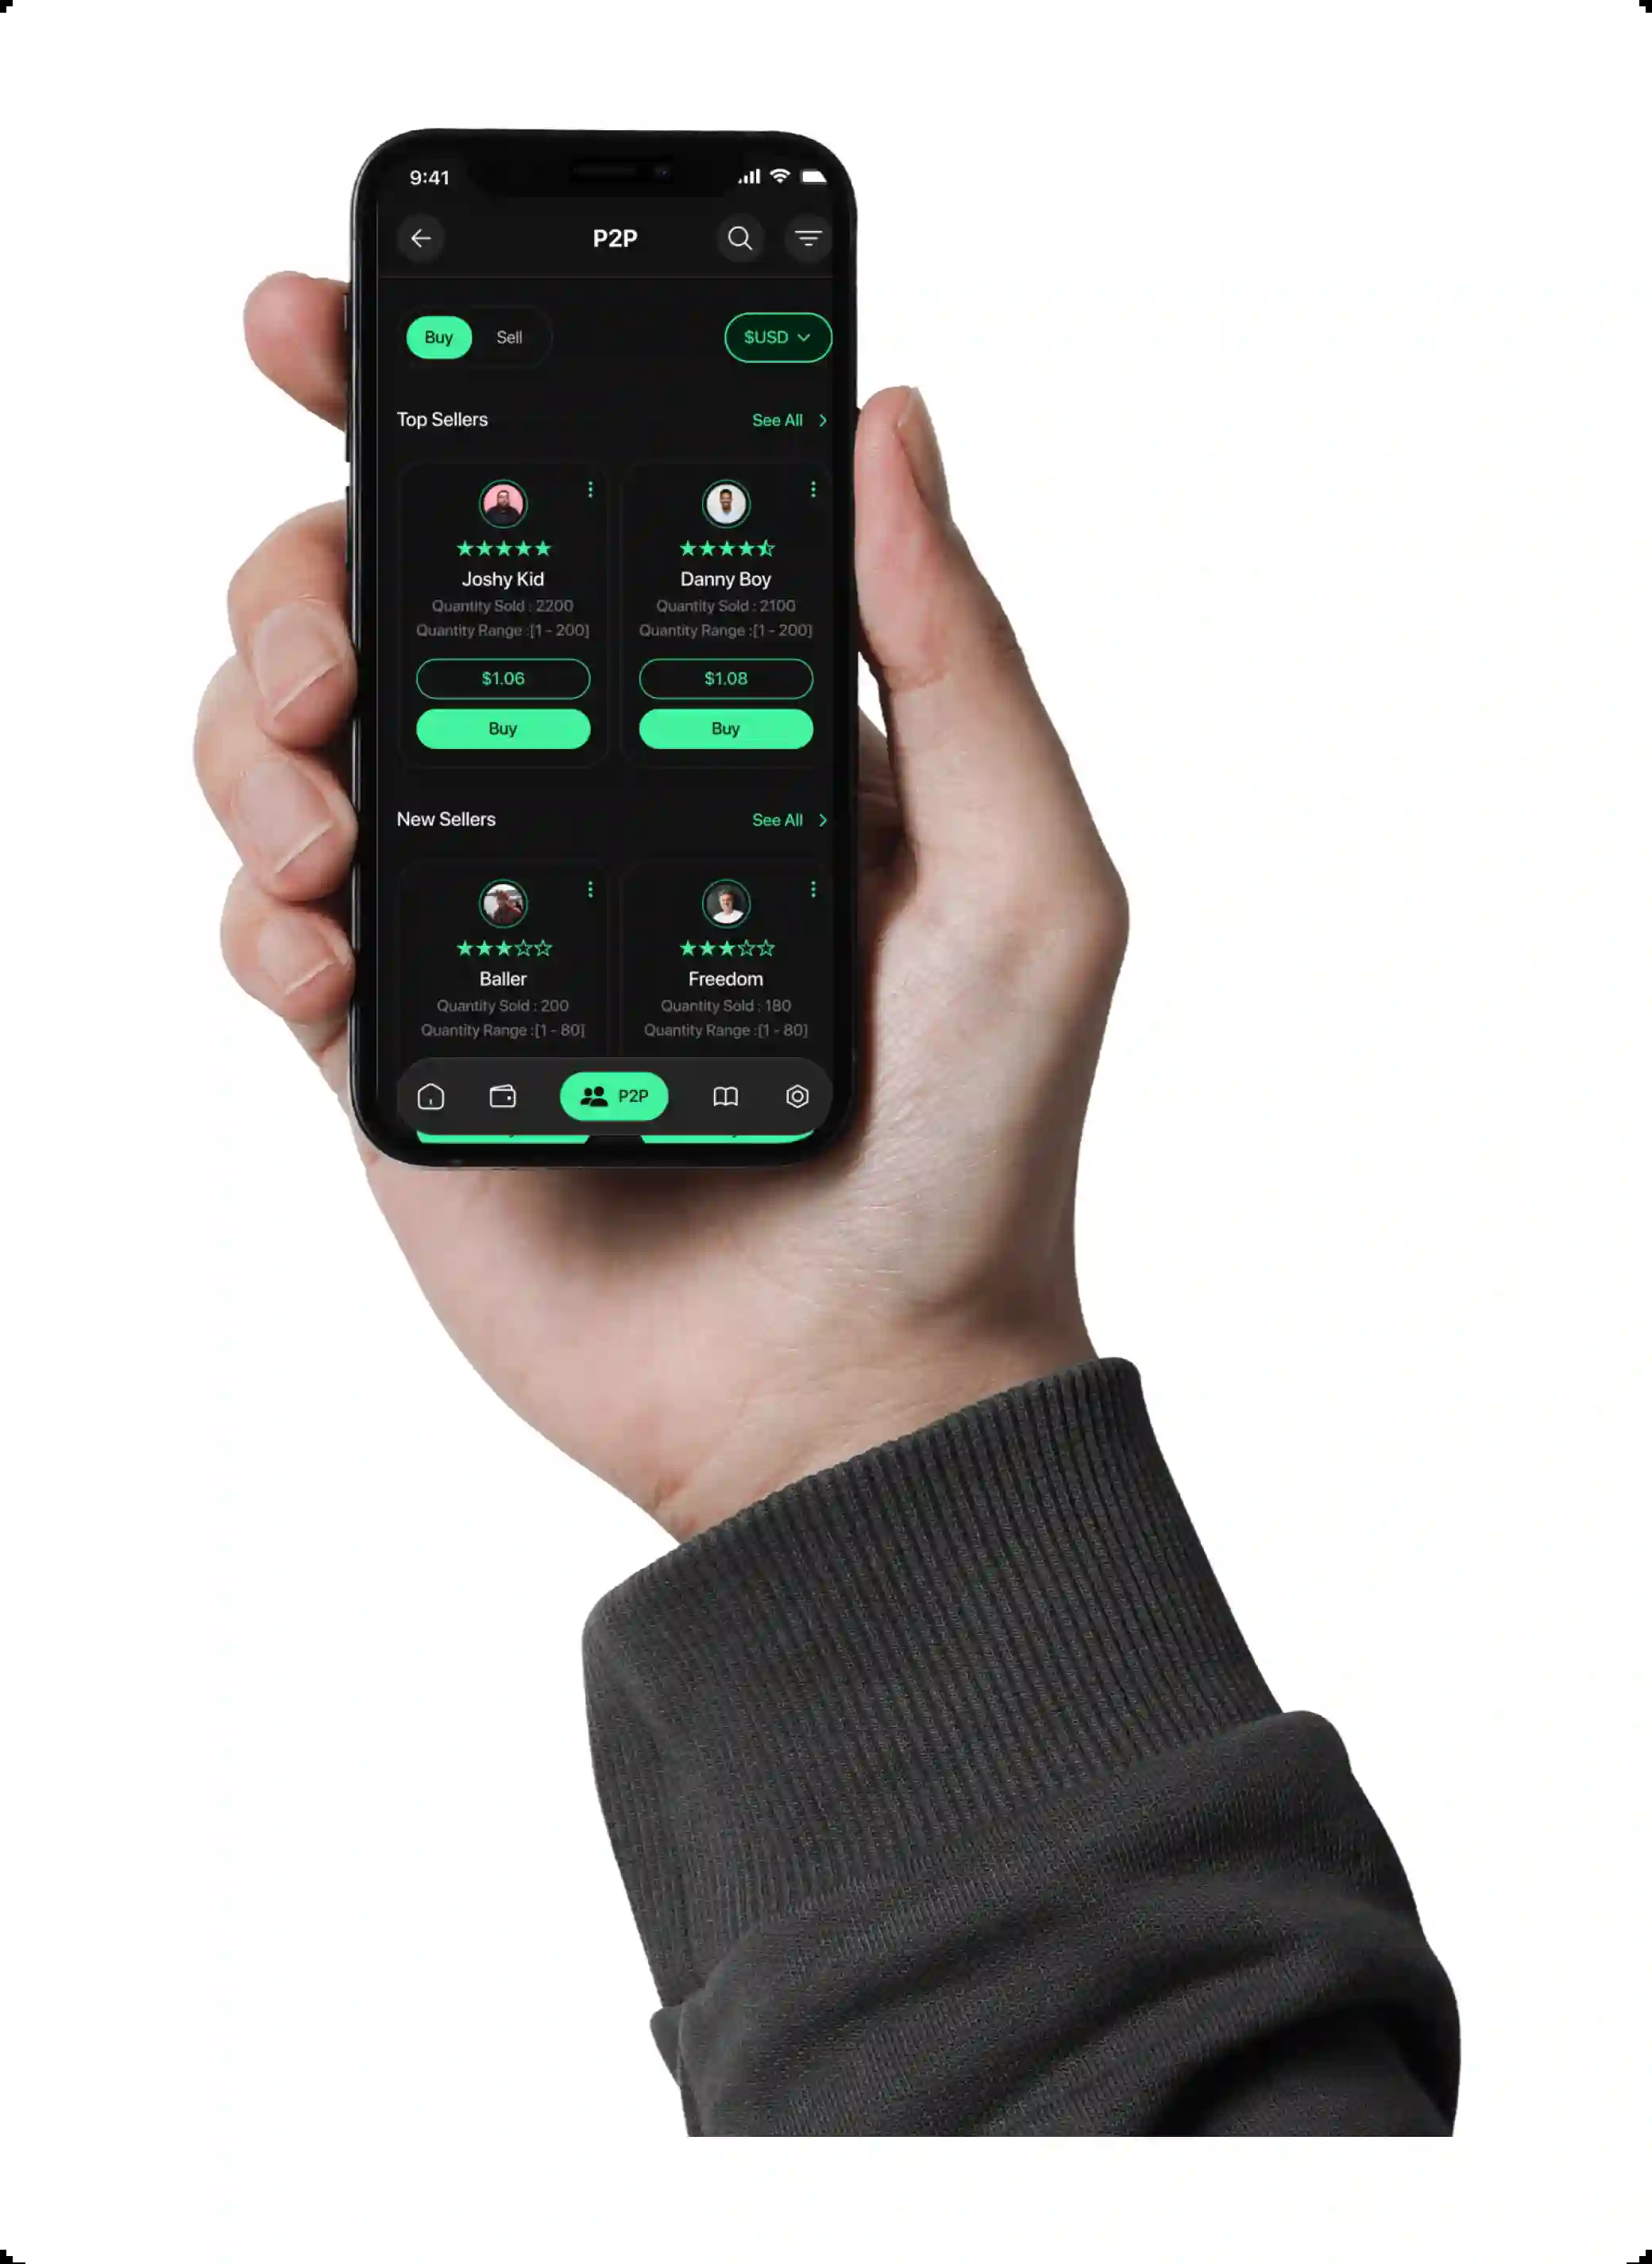 9:41
P2P
Buy Sell $USD
Top Sellers See All
Joshy Kid Danny Boy
Quantity Sold : 2200 Quantity Sold : 2100
Quantity Range :[1 - 200] Quantity Range :[1 - 200]
$1.06 $1.08
Buy Buy
New Sellers See All
Baller Freedom
Quantity Sold : 200 Quantity Sold : 180
Quantity Range :[1 - 80] Quantity Range :[1 - 80]
P2P